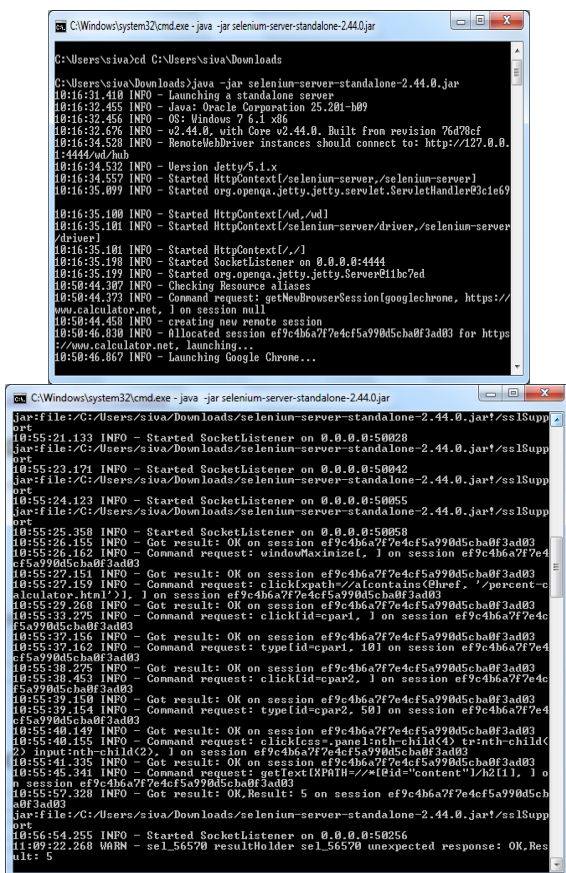 C:\Windows\system32\cmd.exe - java -jar selenium-server-standalone-2.44.0.jar
C:\Users\siva>cd C:\Users\siva\Downloads
C:\Users\siva\Downloads>java -jar selenium-server-standalone-2.44.0.jar
10:16:31.410 INFO - Launching a standalone server
10:16:32.455 INFO - Java: Oracle Corporation 25.201-b09
10:16:32.456 INFO - OS: Windows 7 6.1 x86
10:16:32.676 INFO - v2.44.0, with Core v2.44.0. Built from revision 76d78cf
10:16:34.528 INFO - RemoteWebDriver instances should connect to: http://127.0.0.
1:4444/wd/hub
10:16:34.532 INFO - Version Jetty/5.1.x
10:16:34.557 INFO - Started HttpContext[/selenium-server,/selenium-server]
10:16:35.099 INFO - Started org.openqa.jetty.jetty.servlet.ServletHandler@3c1e69
10:16:35.100 INFO - Started HttpContext[/wd,/wd]
10:16:35.101 INFO - Started HttpContext[/selenium-server/driver,/selenium-server
/driver]
10:16:35.101 INFO - Started HttpContext[/,/]
10:16:35.198 INFO - Started SocketListener on 0.0.0.0:4444
10:16:35.199 INFO - Started org.openqa.jetty.jetty.Server@11bc7ed
10:50:44.307 INFO - Checking Resource aliases
10:50:44.373 INFO - Command request: getNewBrowserSession[googlechrome, https://
www.calculator.net, ] on session null
10:50:44.458 INFO - creating new remote session
10:50:46.830 INFO - Allocated session ef9c4b6a7f7e4cf5a990d5cba0f3ad03 for https
://www.calculator.net, launching...
10:50:46.867 INFO - Launching Google Chrome...
C:\Windows\system32\cmd.exe - java -jar selenium-server-standalone-2.44.0.jar
jar:file:/C:/Users/siva/Downloads/selenium-server-standalone-2.44.0.jar!/sslSupp
ort
10:55:21.133 INFO - Started SocketListener on 0.0.0.0:50028
jar:file:/C:/Users/siva/Downloads/selenium-server-standalone-2.44.0.jar!/sslSupp
ort
10:55:23.171 INFO - Started SocketListener on 0.0.0.0:50042
jar:file:/C:/Users/siva/Downloads/selenium-server-standalone-2.44.0.jar!/sslSupp
ort
10:55:24.123 INFO - Started SocketListener on 0.0.0.0:50055
jar:file:/C:/Users/siva/Downloads/selenium-server-standalone-2.44.0.jar!/sslSupp
ort
10:55:25.358 INFO - Started SocketListener on 0.0.0.0:50058
10:55:26.155 INFO - Got result: OK on session ef9c4b6a7f7e4cf5a990d5cba0f3ad03
10:55:26.162 INFO - Command request: windowMaximize[, ] on session ef9c4b6a7f7e4
cf5a990d5cba0f3ad03
10:55:27.151 INFO - Got result: OK on session ef9c4b6a7f7e4cf5a990d5cba0f3ad03
10:55:27.159 INFO - Command request: click[xpath=//a[contains(@href, '/percent-c
alculator.html')], ] on session ef9c4b6a7f7e4cf5a990d5cba0f3ad03
10:55:29.268 INFO - Got result: OK on session ef9c4b6a7f7e4cf5a990d5cba0f3ad03
10:55:33.275 INFO - Command request: click[id=cpar1, ] on session ef9c4b6a7f7e4c
f5a990d5cba0f3ad03
10:55:37.156 INFO - Got result: OK on session ef9c4b6a7f7e4cf5a990d5cba0f3ad03
10:55:37.162 INFO - Command request: type[id=cpar1, 10] on session ef9c4b6a7f7e4
cf5a990d5cba0f3ad03
10:55:38.275 INFO - Got result: OK on session ef9c4b6a7f7e4cf5a990d5cba0f3ad03
10:55:38.453 INFO - Command request: click[id=cpar2, ] on session ef9c4b6a7f7e4c
f5a990d5cba0f3ad03
10:55:39.150 INFO - Got result: OK on session ef9c4b6a7f7e4cf5a990d5cba0f3ad03
10:55:39.154 INFO - Command request: type[id=cpar2, 50] on session ef9c4b6a7f7e4
cf5a990d5cba0f3ad03
10:55:40.149 INFO - Got result: OK on session ef9c4b6a7f7e4cf5a990d5cba0f3ad03
10:55:40.155 INFO - Command request: click[css=.panel:nth-child(4) tr:nth-child(
2) input:nth-child(2), ] on session ef9c4b6a7f7e4cf5a990d5cba0f3ad03
10:55:41.335 INFO - Got result: OK on session ef9c4b6a7f7e4cf5a990d5cba0f3ad03
10:55:45.341 INFO - Command request: getText[XPATH=//*[@id="content"]/h2[1], ] o
n session ef9c4b6a7f7e4cf5a990d5cba0f3ad03
10:55:57.328 INFO - Got result: OK,Result: 5 on session ef9c4b6a7f7e4cf5a990d5cb
a0f3ad03
jar:file:/C:/Users/siva/Downloads/selenium-server-standalone-2.44.0.jar!/sslSupp
ort
10:56:54.255 INFO - Started SocketListener on 0.0.0.0:50256
11:09:22.268 WARN - sel_56570 resultHolder sel_56570 unexpected response: OK,Res
ult: 5